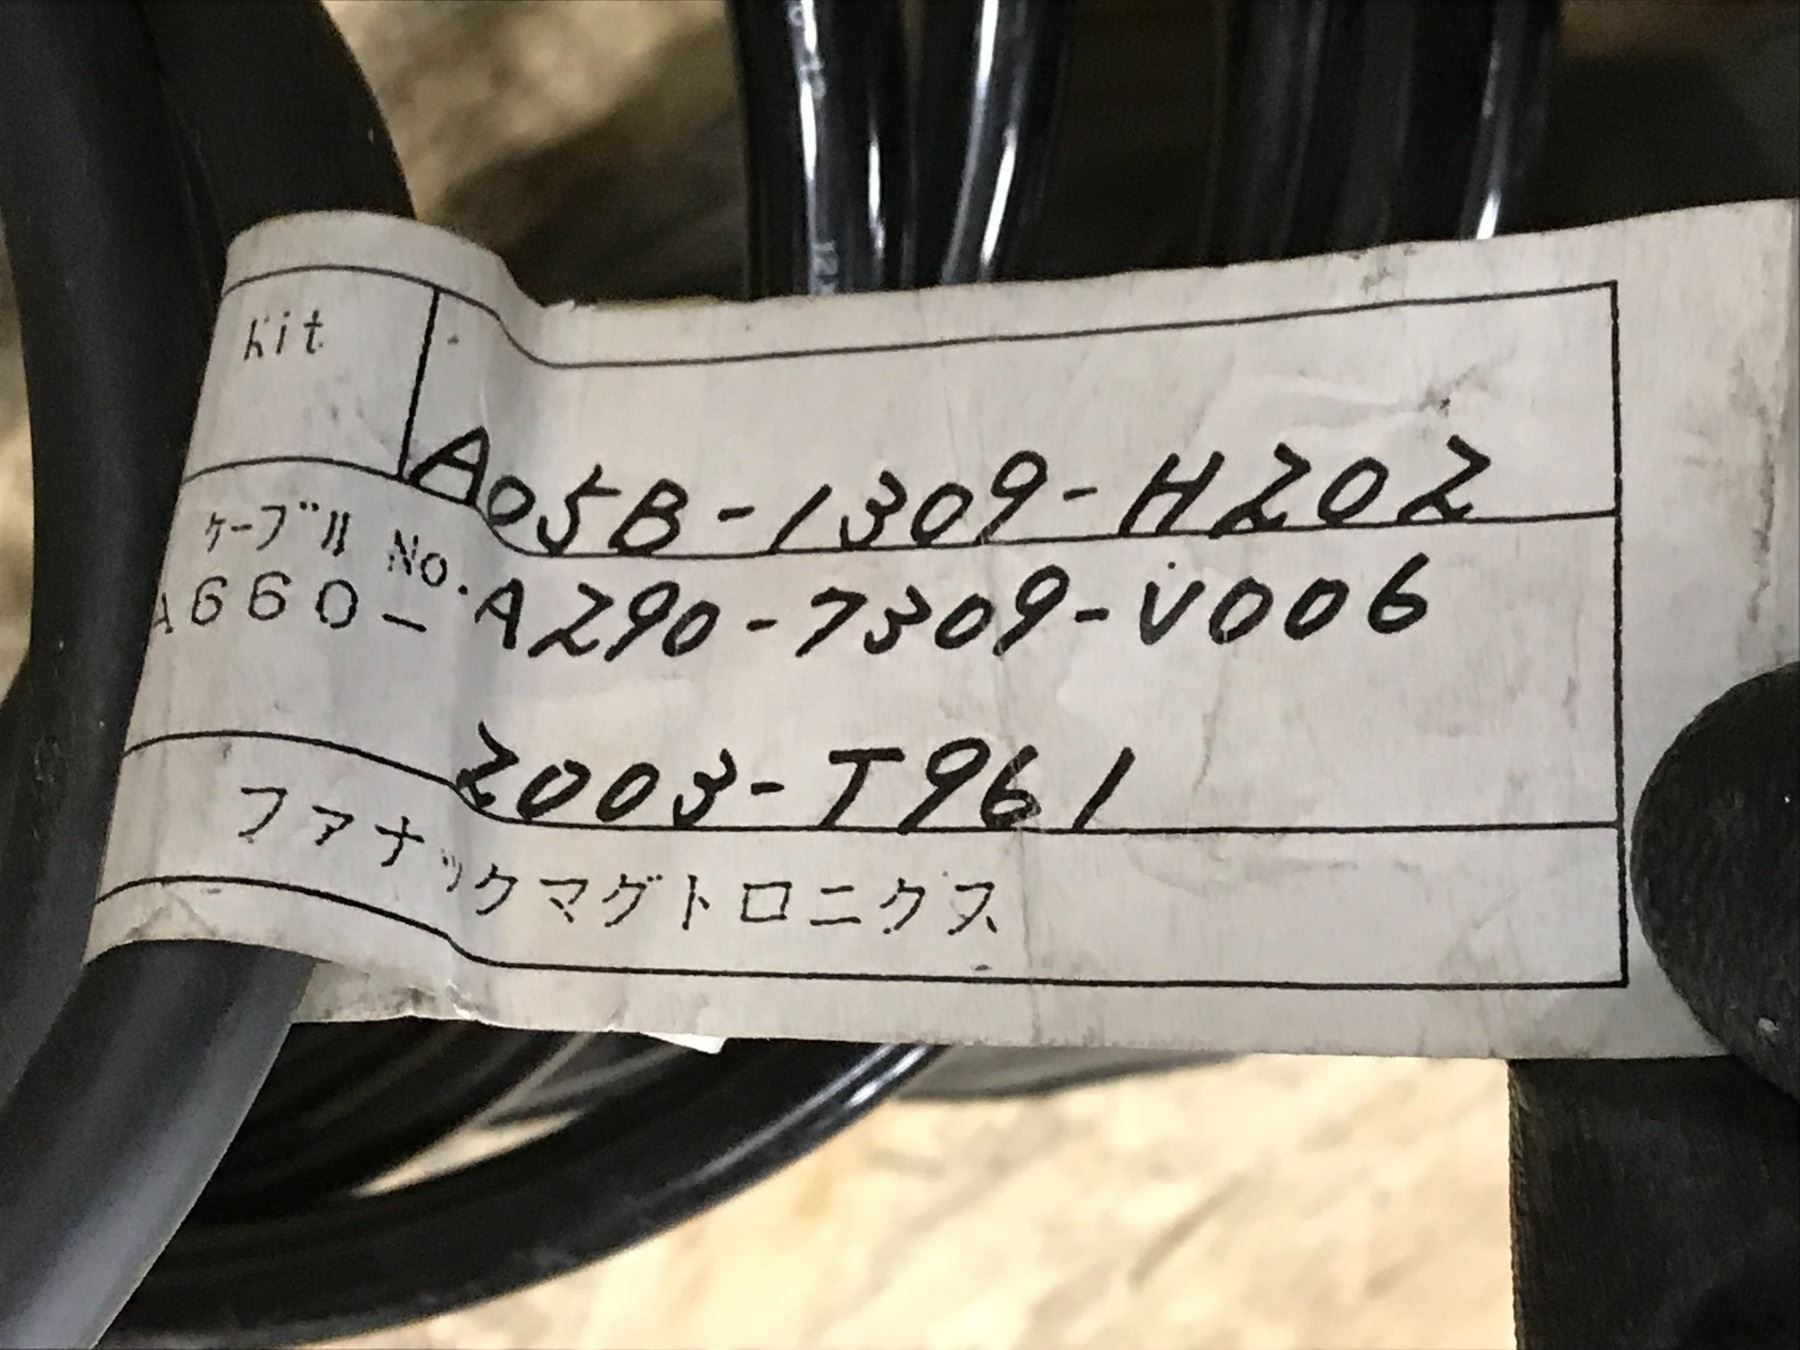 kit
A05B-1309-H202
ケーブル No.
A660- A290-7309-V006
2003-T961
ファナックマグトロニクス